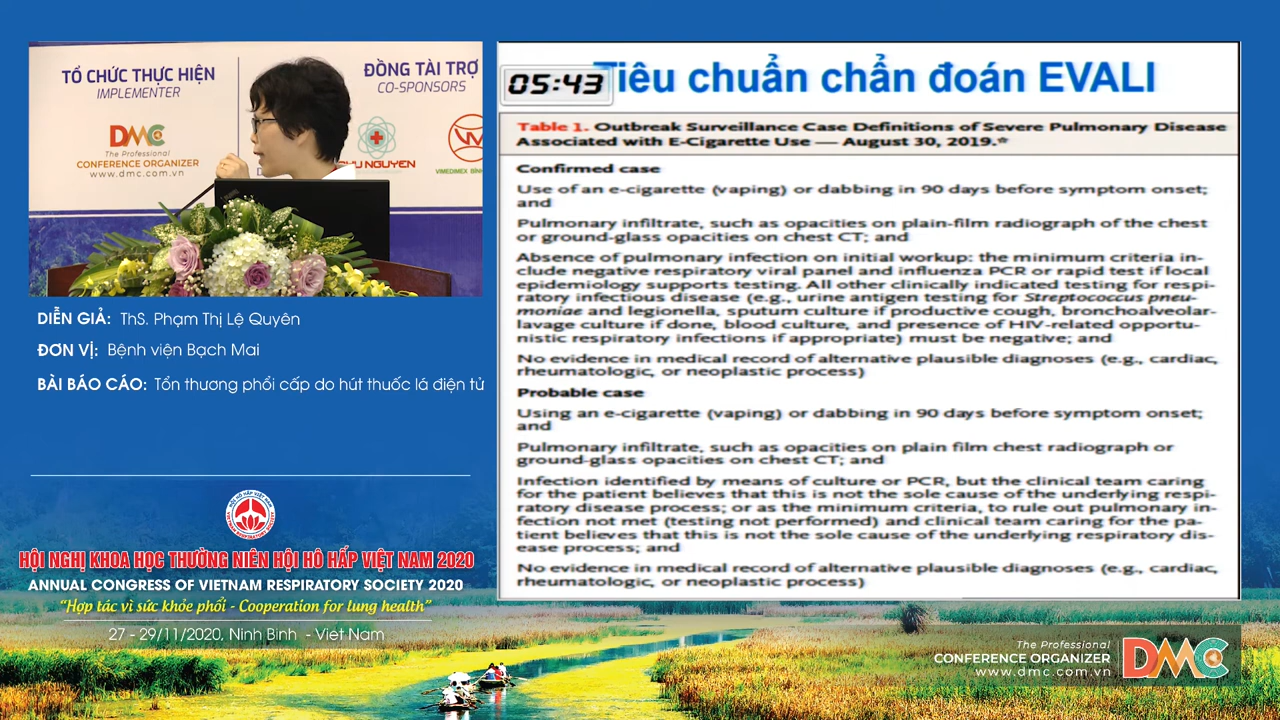 TỔ CHỨC THỰC HIỆN
IMPLEMENTER
DMC
The Professional
CONFERENCE ORGANIZER
www.dmc.com.vn
ĐỒNG TÀI TRỢ
CO-SPONSORS
HU NGUYEN
VIMEDIMEX BÌNH
DIỄN GIẢ: ThS. Phạm Thị Lệ Quyên
ĐƠN VỊ: Bệnh viện Bạch Mai
BÀI BÁO CÁO: Tổn thương phổi cấp do hút thuốc lá điện tử
HỘI NGHỊ KHOA HỌC THƯỜNG NIÊN HỘI HÔ HẤP VIỆT NAM 2020
ANNUAL CONGRESS OF VIETNAM RESPIRATORY SOCIETY 2020
“Hợp tác vì sức khỏe phổi - Cooperation for lung health”
27 - 29/11/2020, Ninh Bình - Việt Nam
05:43
Tiêu chuẩn chẩn đoán EVALI
Table 1. Outbreak Surveillance Case Definitions of Severe Pulmonary Disease
Associated with E-Cigarette Use — August 30, 2019.*
Confirmed case
Use of an e-cigarette (vaping) or dabbing in 90 days before symptom onset;
and
Pulmonary infiltrate, such as opacities on plain-film radiograph of the chest
or ground-glass opacities on chest CT; and
Absence of pulmonary infection on initial workup: the minimum criteria in-
clude negative respiratory viral panel and influenza PCR or rapid test if local
epidemiology supports testing. All other clinically indicated testing for respi-
ratory infectious disease (e.g., urine antigen testing for Streptococcus pneu-
moniae and legionella, sputum culture if productive cough, bronchoalveolar-
lavage culture if done, blood culture, and presence of HIV-related opportu-
nistic respiratory infections if appropriate) must be negative; and
No evidence in medical record of alternative plausible diagnoses (e.g., cardiac,
rheumatologic, or neoplastic process)
Probable case
Using an e-cigarette (vaping) or dabbing in 90 days before symptom onset;
and
Pulmonary infiltrate, such as opacities on plain film chest radiograph or
ground-glass opacities on chest CT; and
Infection identified by means of culture or PCR, but the clinical team caring
for the patient believes that this is not the sole cause of the underlying respi-
ratory disease process; or as the minimum criteria, to rule out pulmonary in-
fection not met (testing not performed) and clinical team caring for the pa-
tient believes that this is not the sole cause of the underlying respiratory dis-
ease process; and
No evidence in medical record of alternative plausible diagnoses (e.g., cardiac,
rheumatologic, or neoplastic process)
The Professional
CONFERENCE ORGANIZER
www.dmc.com.vn
DMC